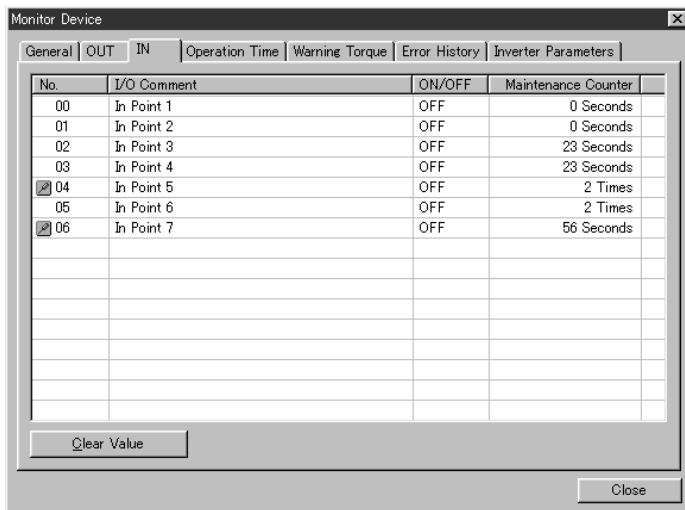 Monitor Device
General OUT IN Operation Time Warning Torque Error History Inverter Parameters
No. I/O Comment ON/OFF Maintenance Counter
00 In Point 1 OFF 0 Seconds
01 In Point 2 OFF 0 Seconds
02 In Point 3 OFF 23 Seconds
03 In Point 4 OFF 23 Seconds
04 In Point 5 OFF 2 Times
05 In Point 6 OFF 2 Times
06 In Point 7 OFF 56 Seconds
Clear Value
Close